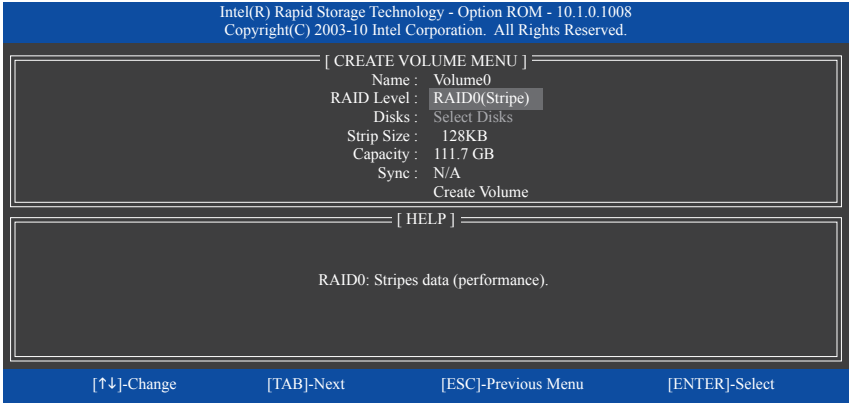 Intel(R) Rapid Storage Technology - Option ROM - 10.1.0.1008
Copyright(C) 2003-10 Intel Corporation.  All Rights Reserved.
[ CREATE VOLUME MENU ]
Name : Volume0
RAID Level : RAID0(Stripe)
Disks : Select Disks
Strip Size : 128KB
Capacity : 111.7 GB
Sync : N/A
Create Volume
[ HELP ]
RAID0: Stripes data (performance).
[↑↓]-Change [TAB]-Next [ESC]-Previous Menu [ENTER]-Select